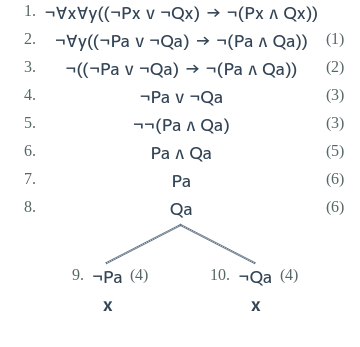 1. ¬∀x∀y((¬Px ∨ ¬Qx) → ¬(Px ∧ Qx))
2. ¬∀y((¬Pa ∨ ¬Qa) → ¬(Pa ∧ Qa)) (1)
3. ¬((¬Pa ∨ ¬Qa) → ¬(Pa ∧ Qa)) (2)
4. ¬Pa ∨ ¬Qa (3)
5. ¬¬(Pa ∧ Qa) (3)
6. Pa ∧ Qa (5)
7. Pa (6)
8. Qa (6)
9. ¬Pa (4) 10. ¬Qa (4)
x x